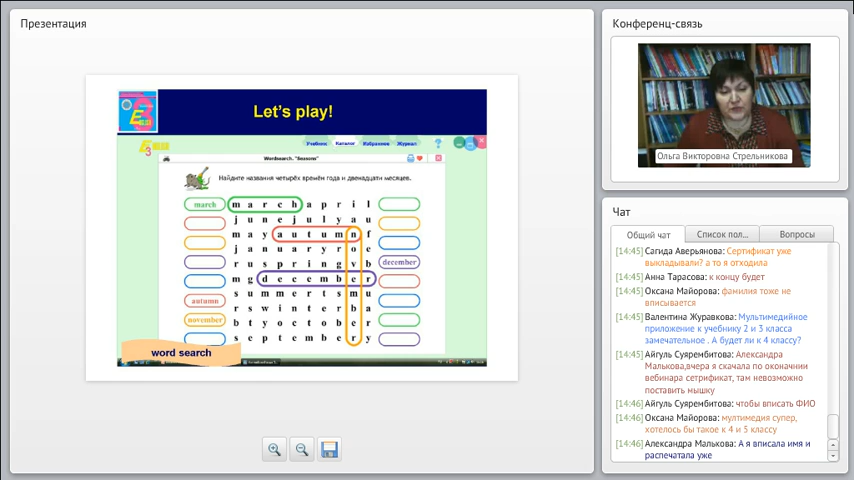 Презентация
Let's play!
Учебник Каталог Избранное Журнал
Wordsearch. "Seasons"
Найдите названия четырёх времён года и двенадцати месяцев.
march m a r c h a p r i l
j u n e j u l y a u
m a y a u t u m n f
j a n u a r y r o e
r u s p r i n g v b december
m g d e c e m b e r
autumn s u m m e r t s m u
november r s w i n t e r b a
b t y o c t o b e r
s e p t e m b e r y
word search
Конференц-связь
Ольга Викторовна Стрельникова
Чат
Общий чат Список пол... Вопросы
[14:45] Сагида Аверьянова: Сертификат уже
выкладывали? а то я отходила
[14:45] Анна Тарасова: к концу будет
[14:45] Оксана Майорова: фамилия тоже не
вписывается
[14:45] Валентина Журавкова: Мультимедийное
приложение к учебнику 2 и 3 класса
замечательное . А будет ли к 4 классу?
[14:45] Айгуль Суярембитова: Александра
Малькова,вчера я скачала по окончании
вебинара сетрификат, там невозможно
поставить мышку
[14:46] Айгуль Суярембитова: чтобы вписать ФИО
[14:46] Оксана Майорова: мултимедия супер,
хотелось бы такое к 4 и 5 классу
[14:46] Александра Малькова: А я вписала имя и
распечатала уже